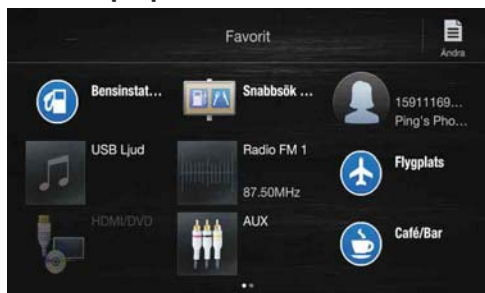 Favorit
Ändra
Bensinstat...
Snabbsök ...
15911169...
Ping's Pho...
USB Ljud
Radio FM 1
87.50MHz
Flygplats
HDMI/DVD
AUX
Café/Bar